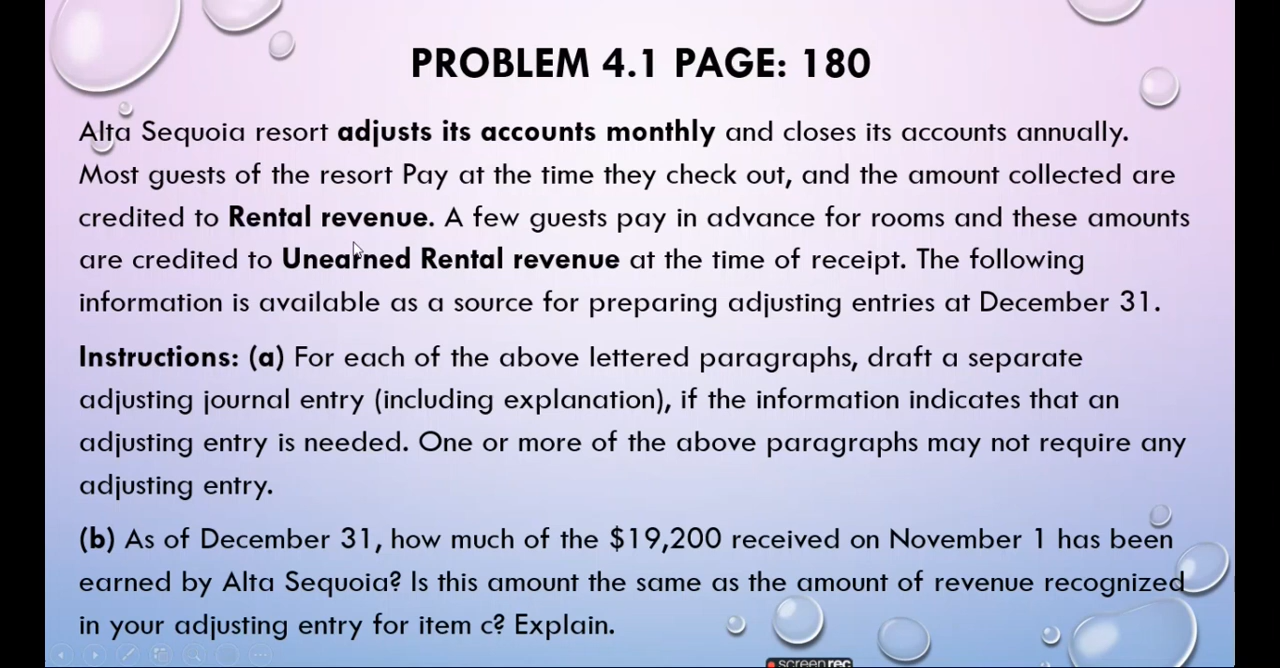 PROBLEM 4.1 PAGE: 180
Alta Sequoia resort adjusts its accounts monthly and closes its accounts annually.
Most guests of the resort Pay at the time they check out, and the amount collected are
credited to Rental revenue. A few guests pay in advance for rooms and these amounts
are credited to Unearned Rental revenue at the time of receipt. The following
information is available as a source for preparing adjusting entries at December 31.
Instructions: (a) For each of the above lettered paragraphs, draft a separate
adjusting journal entry (including explanation), if the information indicates that an
adjusting entry is needed. One or more of the above paragraphs may not require any
adjusting entry.
(b) As of December 31, how much of the $19,200 received on November 1 has been
earned by Alta Sequoia? Is this amount the same as the amount of revenue recognized
in your adjusting entry for item c? Explain.
screenrec